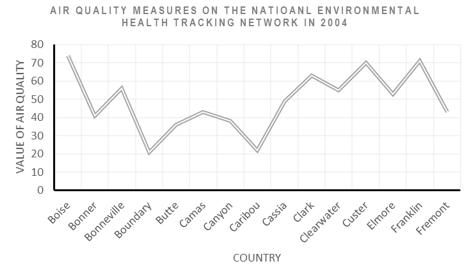 AIR QUALITY MEASURES ON THE NATIOANL ENVIRONMENTAL
HEALTH TRACKING NETWORK IN 2004
VALUE OF AIR QUALITY
80
70
60
50
40
30
20
10
0
Boise
Bonner
Bonneville
Boundary
Butte
Camas
Canyon
Caribou
Cassia
Clark
Clearwater
Custer
Elmore
Franklin
Fremont
COUNTRY